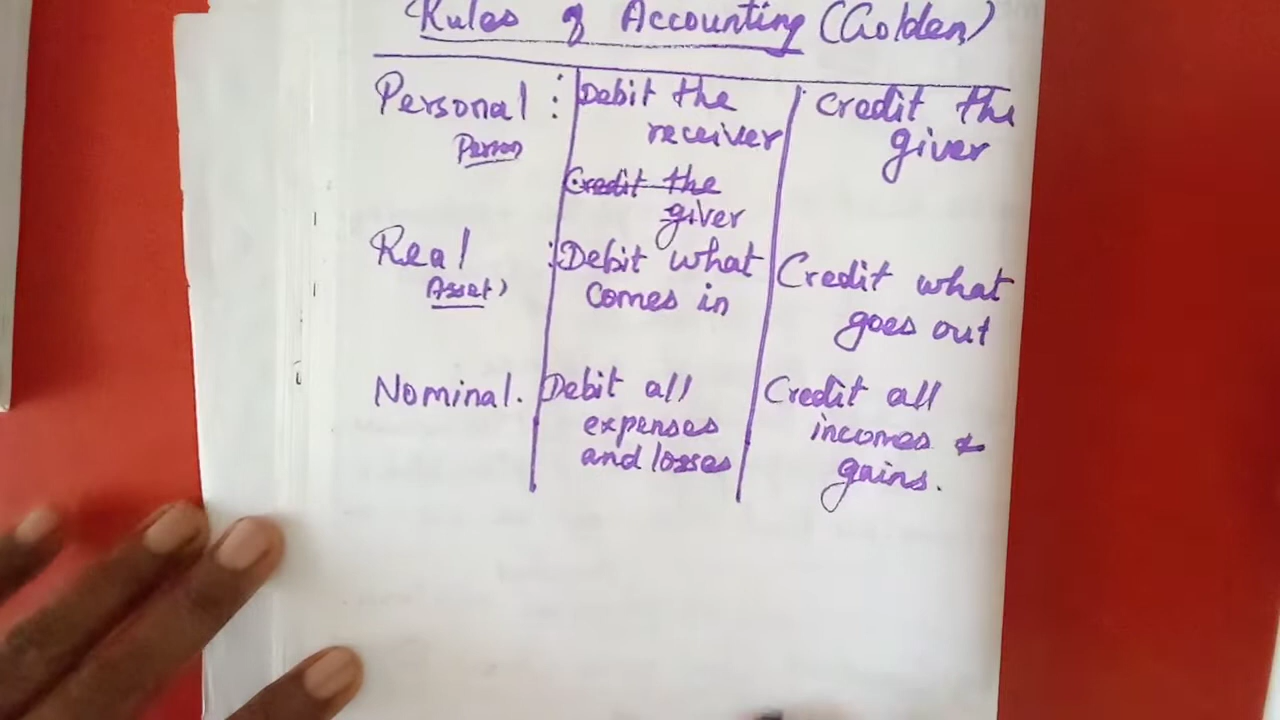 Rules of Accounting (Golden)
Personal : Debit the Credit the
Person receiver giver
Credit the
giver
Real : Debit what Credit what
Asset) comes in goes out
Nominal. Debit all Credit all
expenses incomes &
and losses gains.